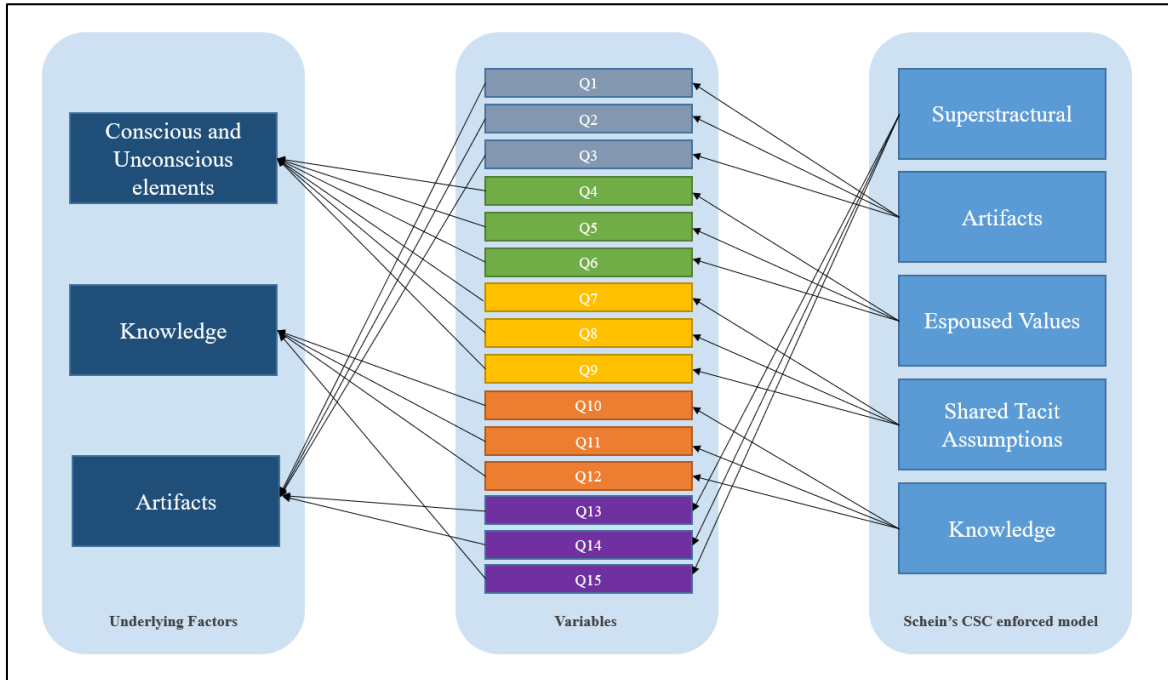 Conscious and
Unconscious
elements
Knowledge
Artifacts
Underlying Factors
Q1
Q2
Q3
Q4
Q5
Q6
Q7
Q8
Q9
Q10
Q11
Q12
Q13
Q14
Q15
Variables
Superstractural
Artifacts
Espoused Values
Shared Tacit
Assumptions
Knowledge
Schein's CSC enforced model